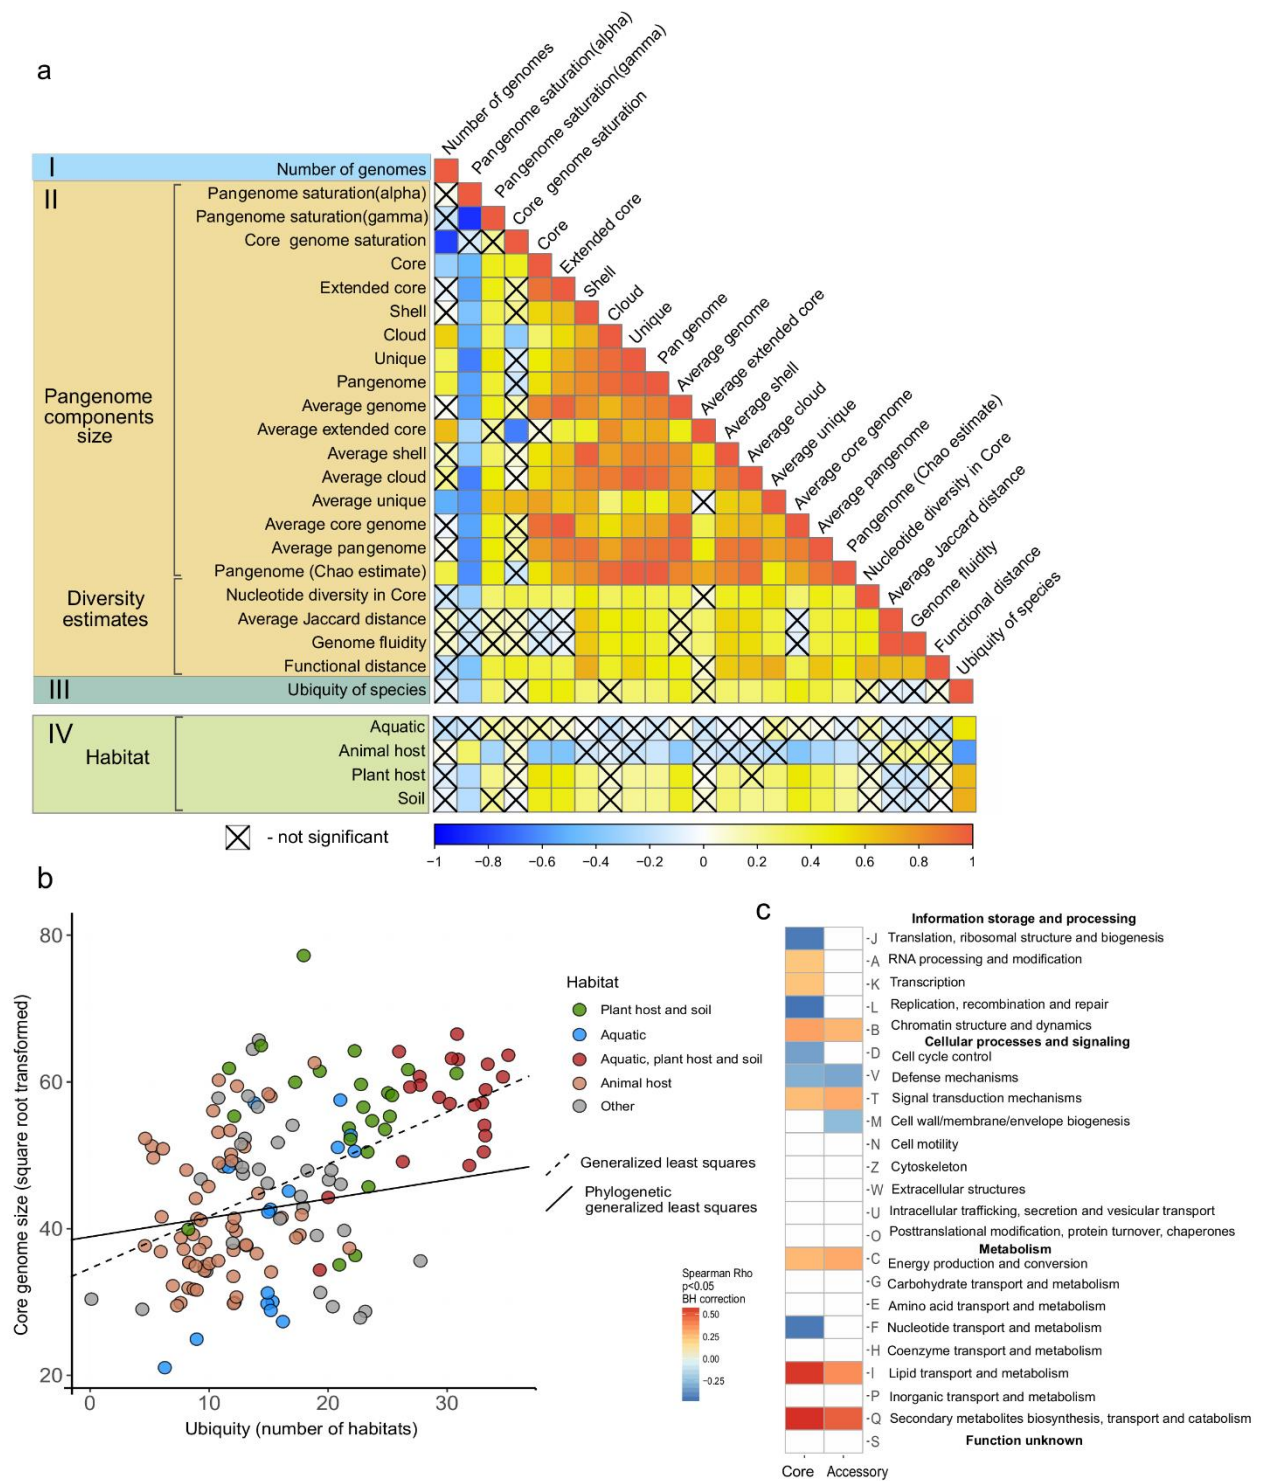 a
Number of genomes
Pangenome saturation(alpha)
Pangenome saturation(gamma)
Core genome saturation
Core
Extended core
Shell
Cloud
Unique
Pangenome
Average genome
Average extended core
Average shell
Average cloud
Average unique
Average core genome
Average pangenome
Pangenome (Chao estimate)
Nucleotide diversity in Core
Average Jaccard distance
Genome fluidity
Functional distance
Ubiquity of species
I
Number of genomes
II
Pangenome components size
Pangenome saturation(alpha)
Pangenome saturation(gamma)
Core genome saturation
Core
Extended core
Shell
Cloud
Unique
Pangenome
Average genome
Average extended core
Average shell
Average cloud
Average unique
Average core genome
Average pangenome
Pangenome (Chao estimate)
Diversity estimates
Nucleotide diversity in Core
Average Jaccard distance
Genome fluidity
Functional distance
III
Ubiquity of species
IV
Habitat
Aquatic
Animal host
Plant host
Soil
- not significant
−1 −0.8 −0.6 −0.4 −0.2 0 0.2 0.4 0.6 0.8 1
b
Core genome size (square root transformed)
80
60
40
20
0 10 20 30
Ubiquity (number of habitats)
Habitat
Plant host and soil
Aquatic
Aquatic, plant host and soil
Animal host
Other
Generalized least squares
Phylogenetic
generalized least squares
c
Spearman Rho
p<0.05
BH correction
0.50
0.25
0.00
−0.25
Information storage and processing
-J Translation, ribosomal structure and biogenesis
-A RNA processing and modification
-K Transcription
-L Replication, recombination and repair
-B Chromatin structure and dynamics
Cellular processes and signaling
-D Cell cycle control
-V Defense mechanisms
-T Signal transduction mechanisms
-M Cell wall/membrane/envelope biogenesis
-N Cell motility
-Z Cytoskeleton
-W Extracellular structures
-U Intracellular trafficking, secretion and vesicular transport
-O Posttranslational modification, protein turnover, chaperones
Metabolism
-C Energy production and conversion
-G Carbohydrate transport and metabolism
-E Amino acid transport and metabolism
-F Nucleotide transport and metabolism
-H Coenzyme transport and metabolism
-I Lipid transport and metabolism
-P Inorganic transport and metabolism
-Q Secondary metabolites biosynthesis, transport and catabolism
-S Function unknown
Core Accessory